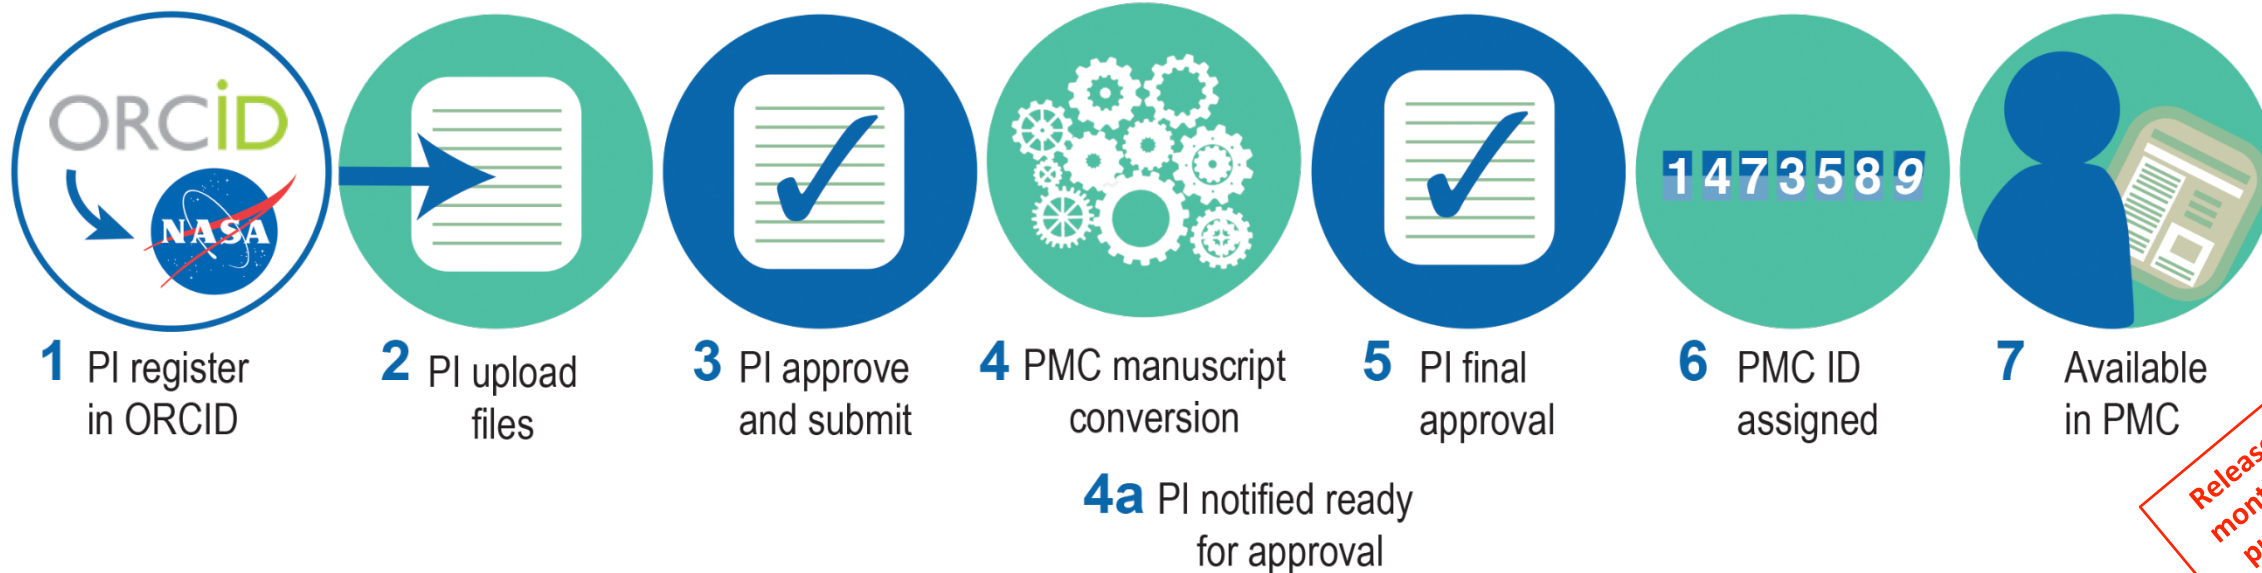 ORCiD
NASA
1473589
1 PI register
in ORCID
2 PI upload
files
3 PI approve
and submit
4 PMC manuscript
conversion
4a PI notified ready
for approval
5 PI final
approval
6 PMC ID
assigned
7 Available
in PMC